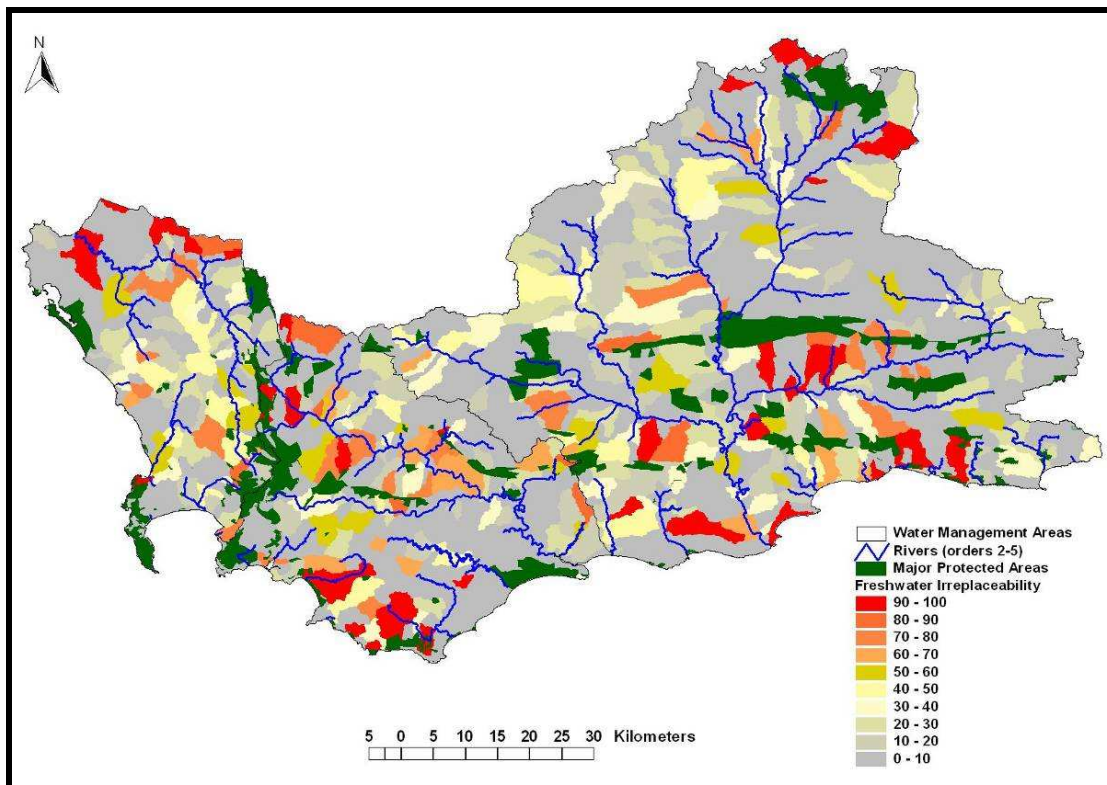 N
Water Management Areas
Rivers (orders 2-5)
Major Protected Areas
Freshwater Irreplaceability
90 - 100
80 - 90
70 - 80
60 - 70
50 - 60
40 - 50
30 - 40
20 - 30
10 - 20
0 - 10
5 0 5 10 15 20 25 30 Kilometers